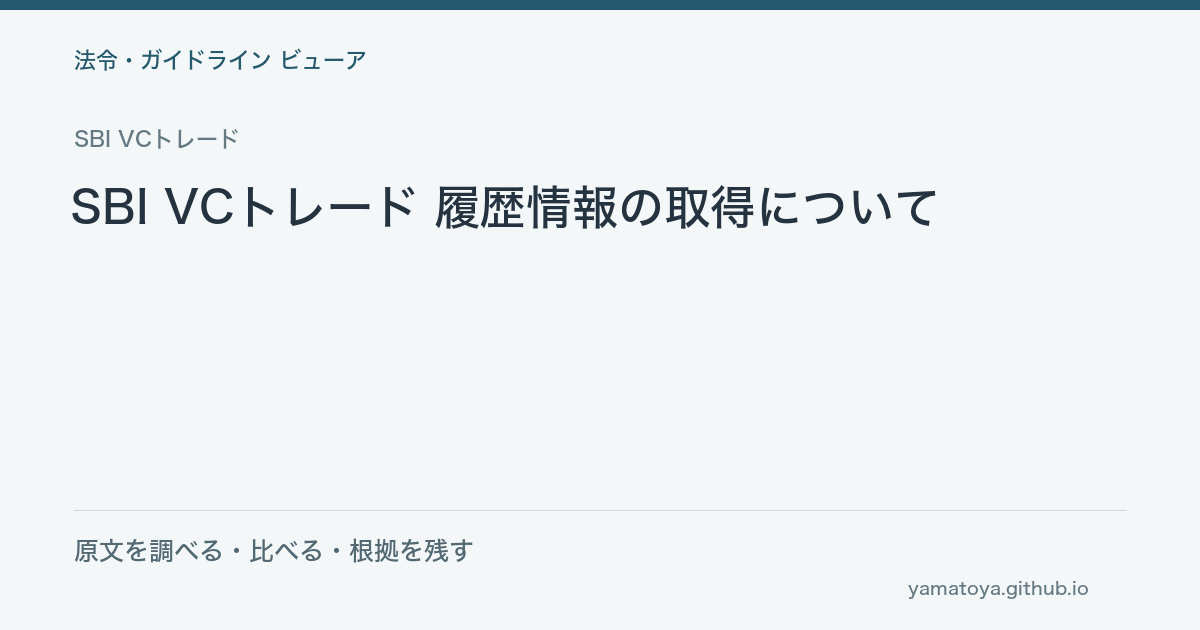 法令・ガイドライン ビューア
SBI VCトレード
SBI VCトレード 履歴情報の取得について
原文を調べる・比べる・根拠を残す
yamatoya.github.io